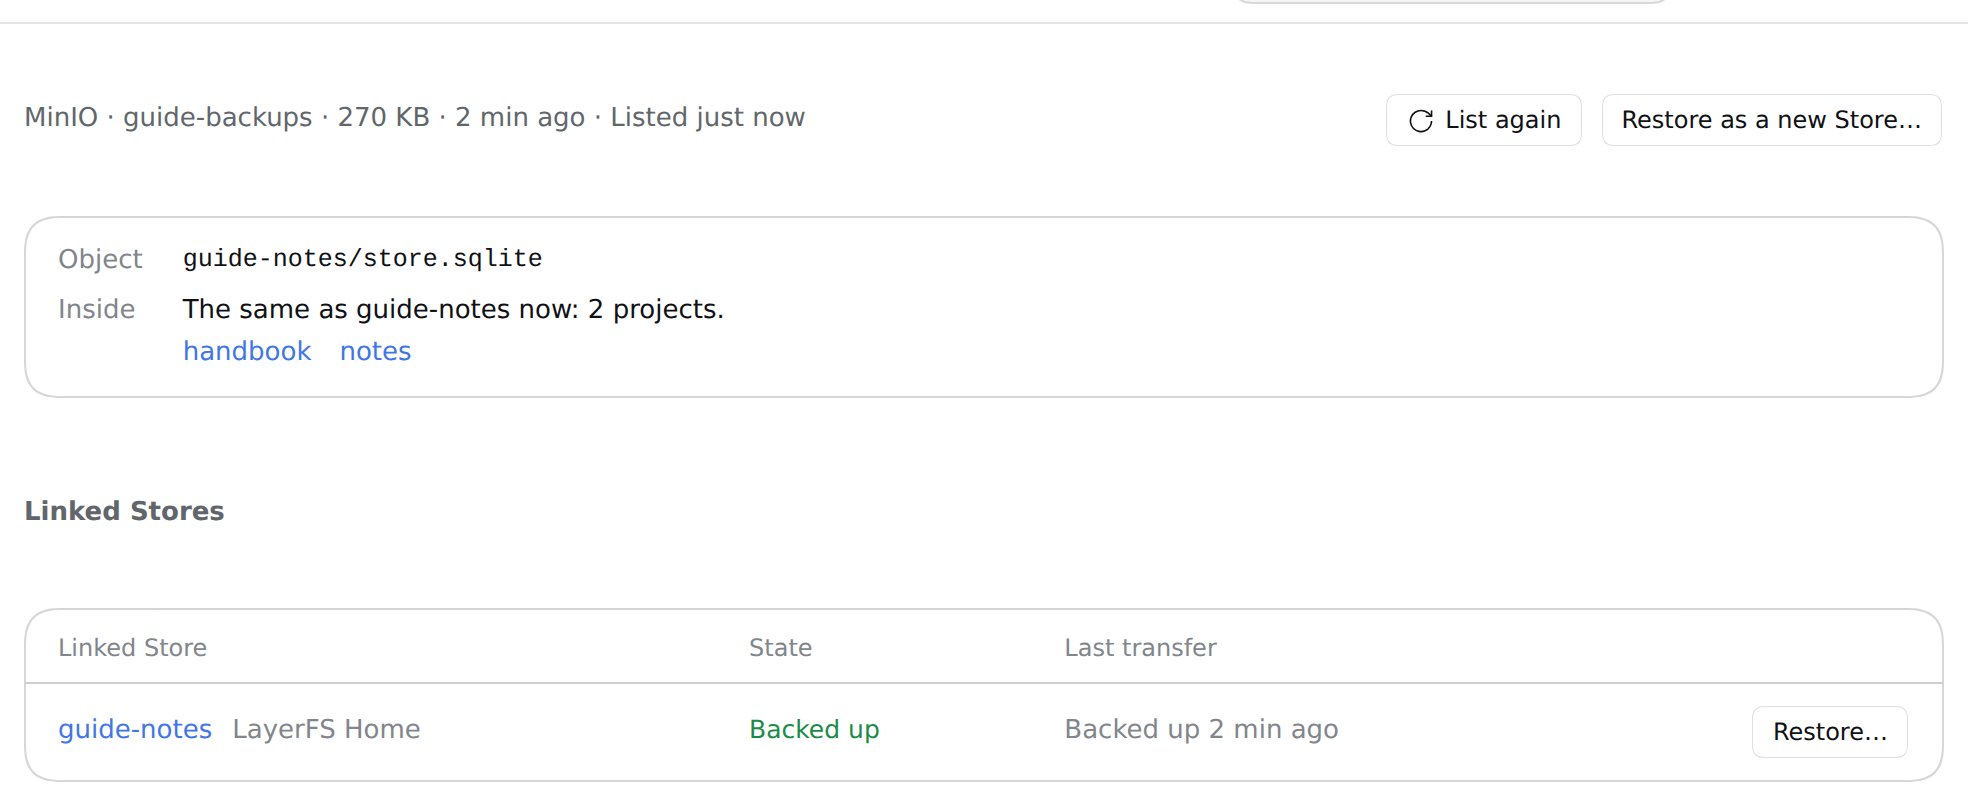 MinIO · guide-backups · 270 KB · 2 min ago · Listed just now
List again
Restore as a new Store…
Object guide-notes/store.sqlite
Inside The same as guide-notes now: 2 projects.
handbook notes
Linked Stores
Linked Store State Last transfer
guide-notes LayerFS Home Backed up Backed up 2 min ago Restore…